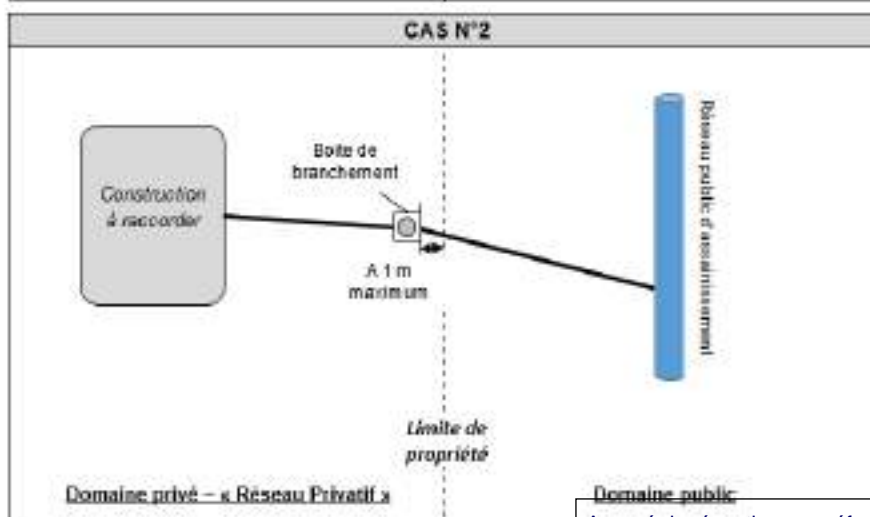 CAS N°2
Boite de
branchement
Construction
à raccorder
A 1 m
maximum
Réseau public d'assainissement
Limite de
propriété
Domaine privé – « Réseau Privatif »
Domaine public